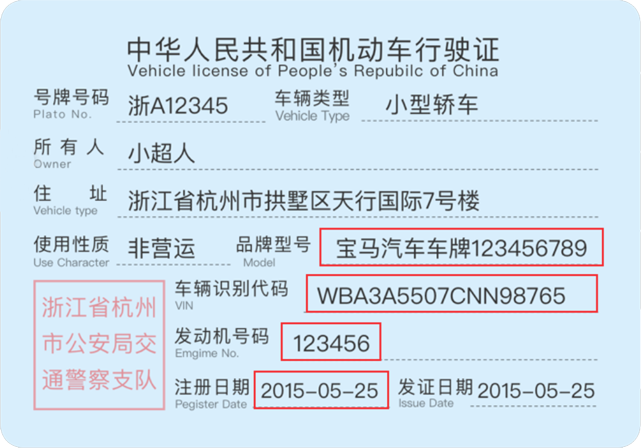 中华人民共和国机动车行驶证
Vehicle license of People's Republic of China
号牌号码 浙A12345 车辆类型 小型轿车
Plato No. Vehicle Type
所有人 小超人
Owner
住址 浙江省杭州市拱墅区天行国际7号楼
Vehicle type
使用性质 非营运 品牌型号 宝马汽车车牌123456789
Use Character Model
车辆识别代码 WBA3A5507CNN98765
VIN
发动机号码 123456
Emgime No.
注册日期 2015-05-25 发证日期 2015-05-25
Pegister Date Issue Date
浙江省杭州
市公安局交
通警察支队